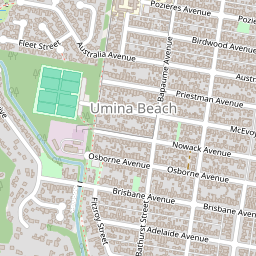 Pozieres Avenue
Fleet Street
Birdwood Avenue
Australia Avenue
Bapaume Avenue
Priestman Avenue
Umina Beach
McEvoy
Nowack Avenue
Osborne Avenue
Osborne Avenue
Brisbane Avenue
Brisbane Avenue
Fitzroy Street
Bathurst Street
Adelaide Avenue